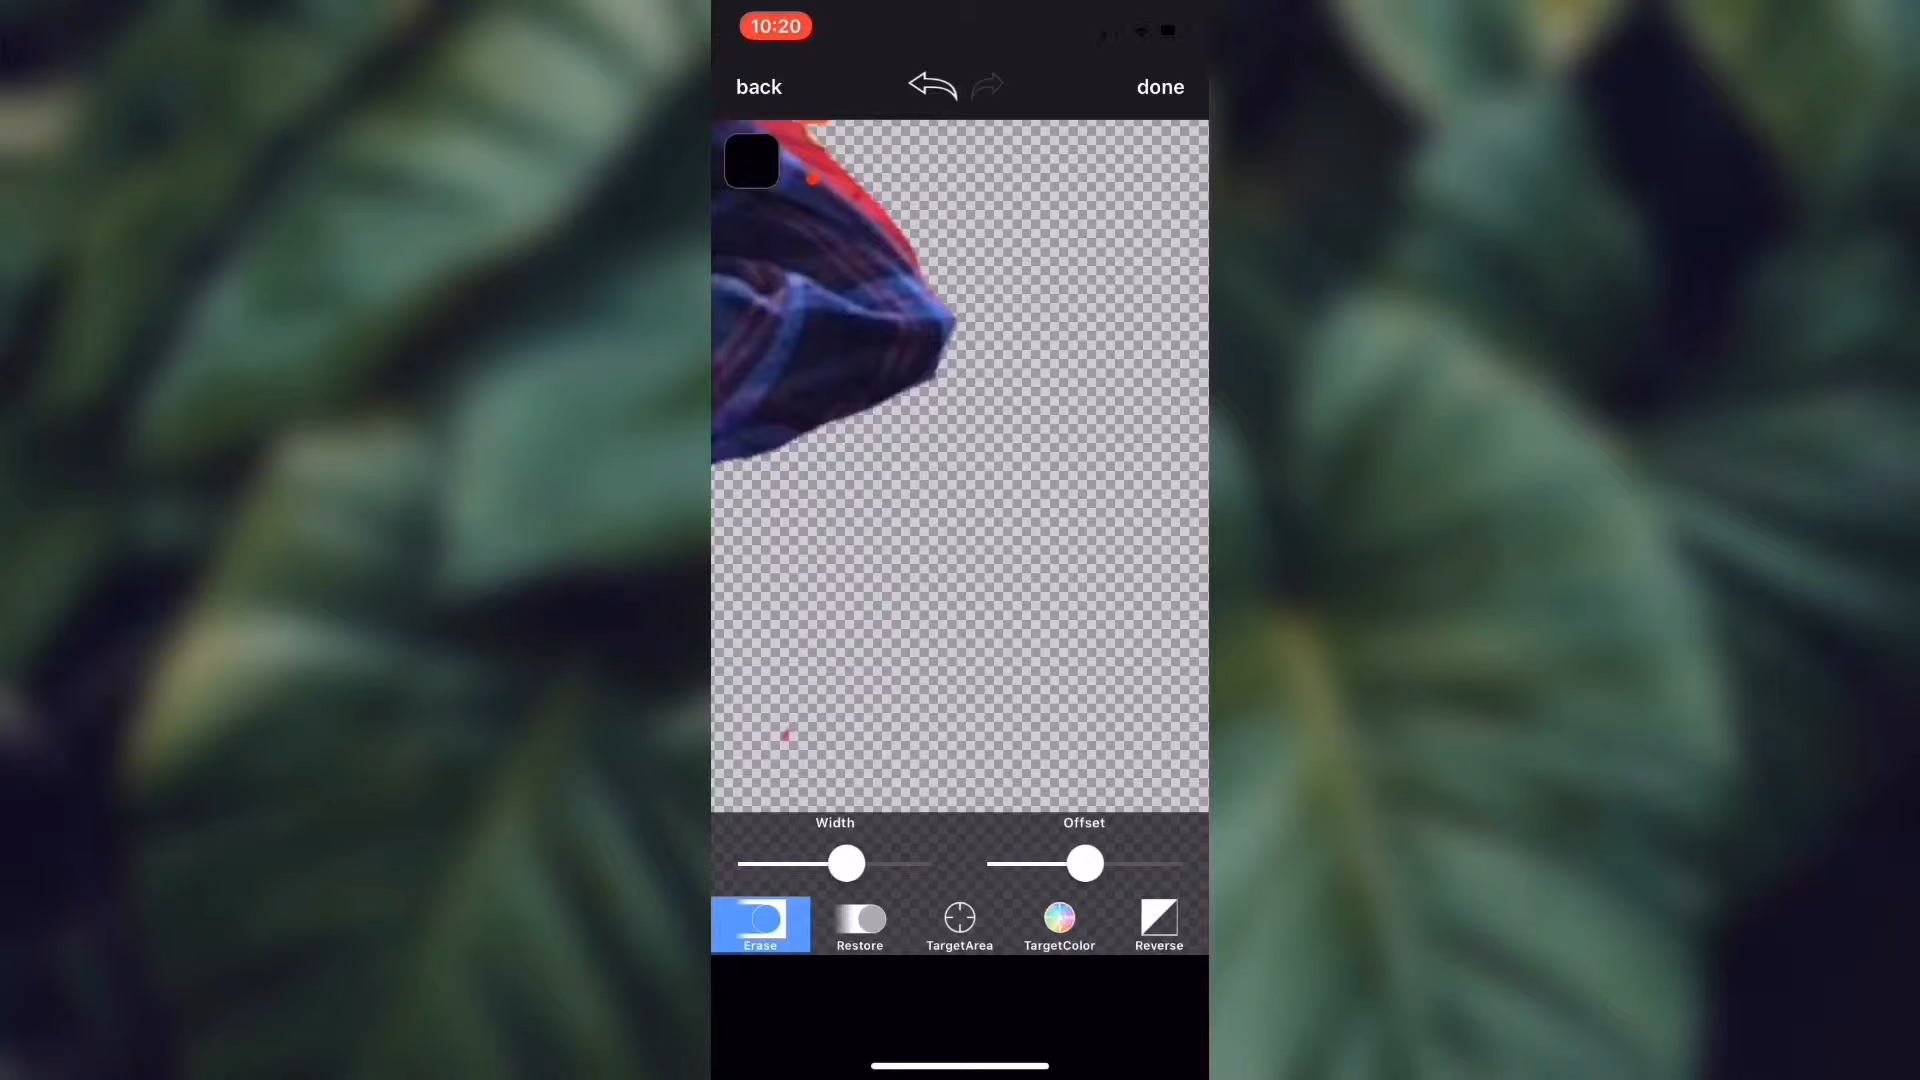 10:20
back
done
Width
Offset
Erase
Restore
TargetArea
TargetColor
Reverse